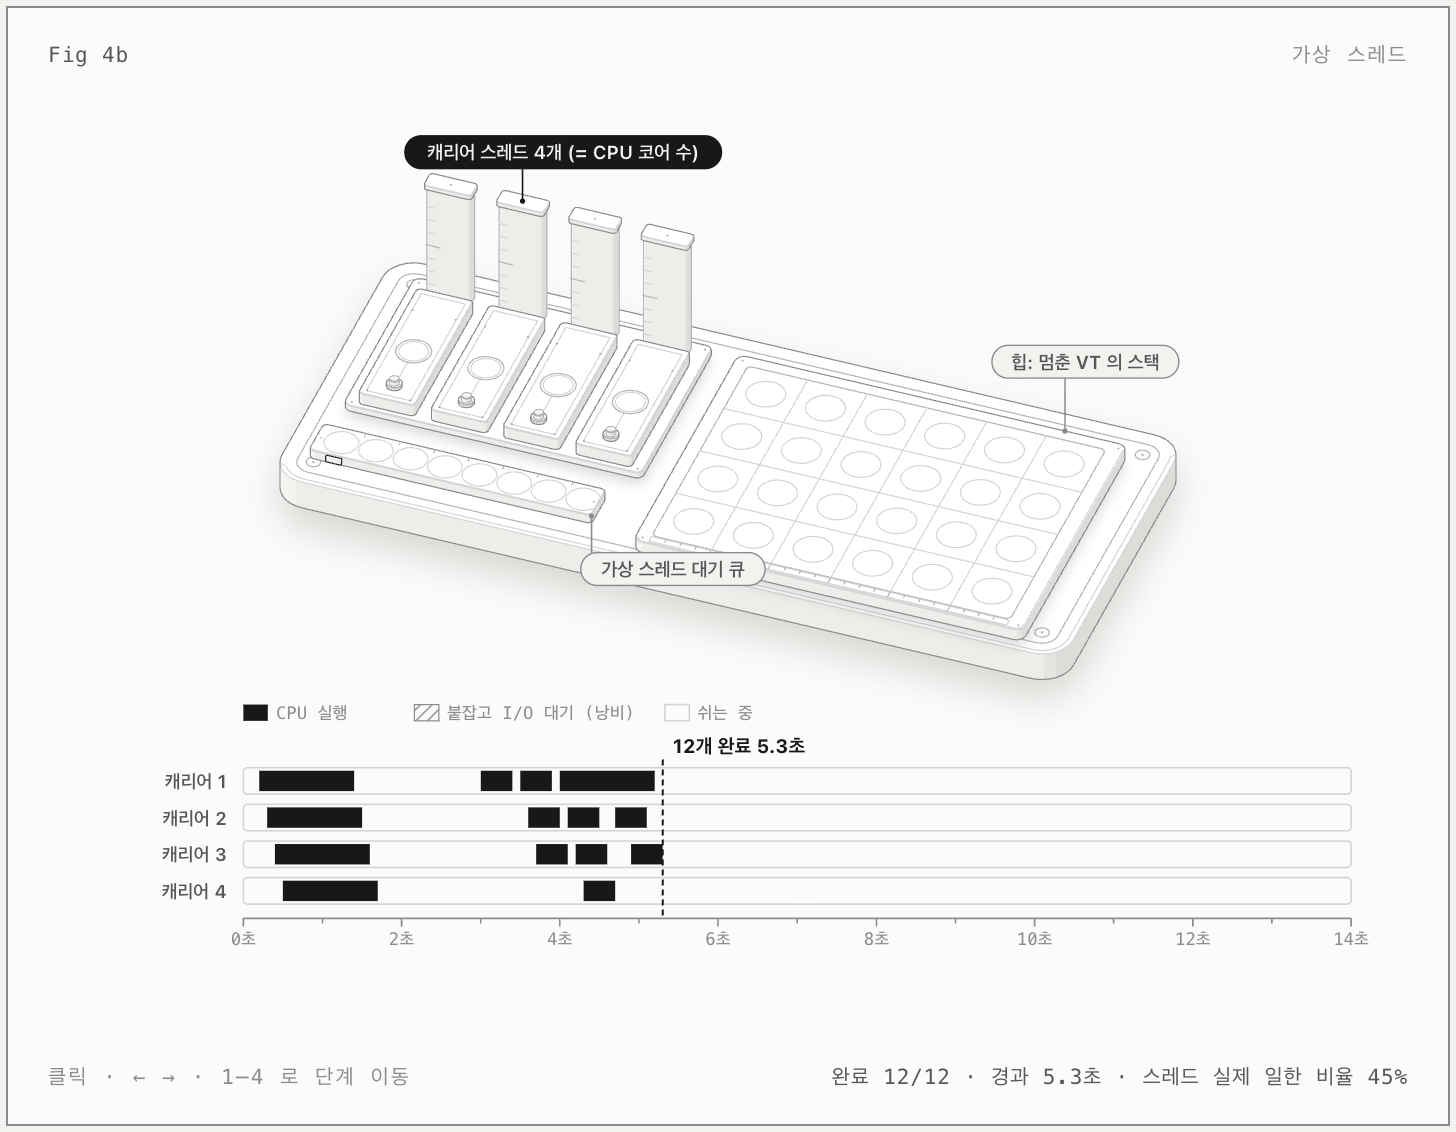 Fig 4b
가상 스레드
캐리어 스레드 4개 (= CPU 코어 수)
힙: 멈춘 VT 의 스택
가상 스레드 대기 큐
CPU 실행
붙잡고 I/O 대기 (낭비)
쉬는 중
12개 완료 5.3초
캐리어 1
캐리어 2
캐리어 3
캐리어 4
0초 2초 4초 6초 8초 10초 12초 14초
클릭 · ← → · 1–4 로 단계 이동
완료 12/12 · 경과 5.3초 · 스레드 실제 일한 비율 45%